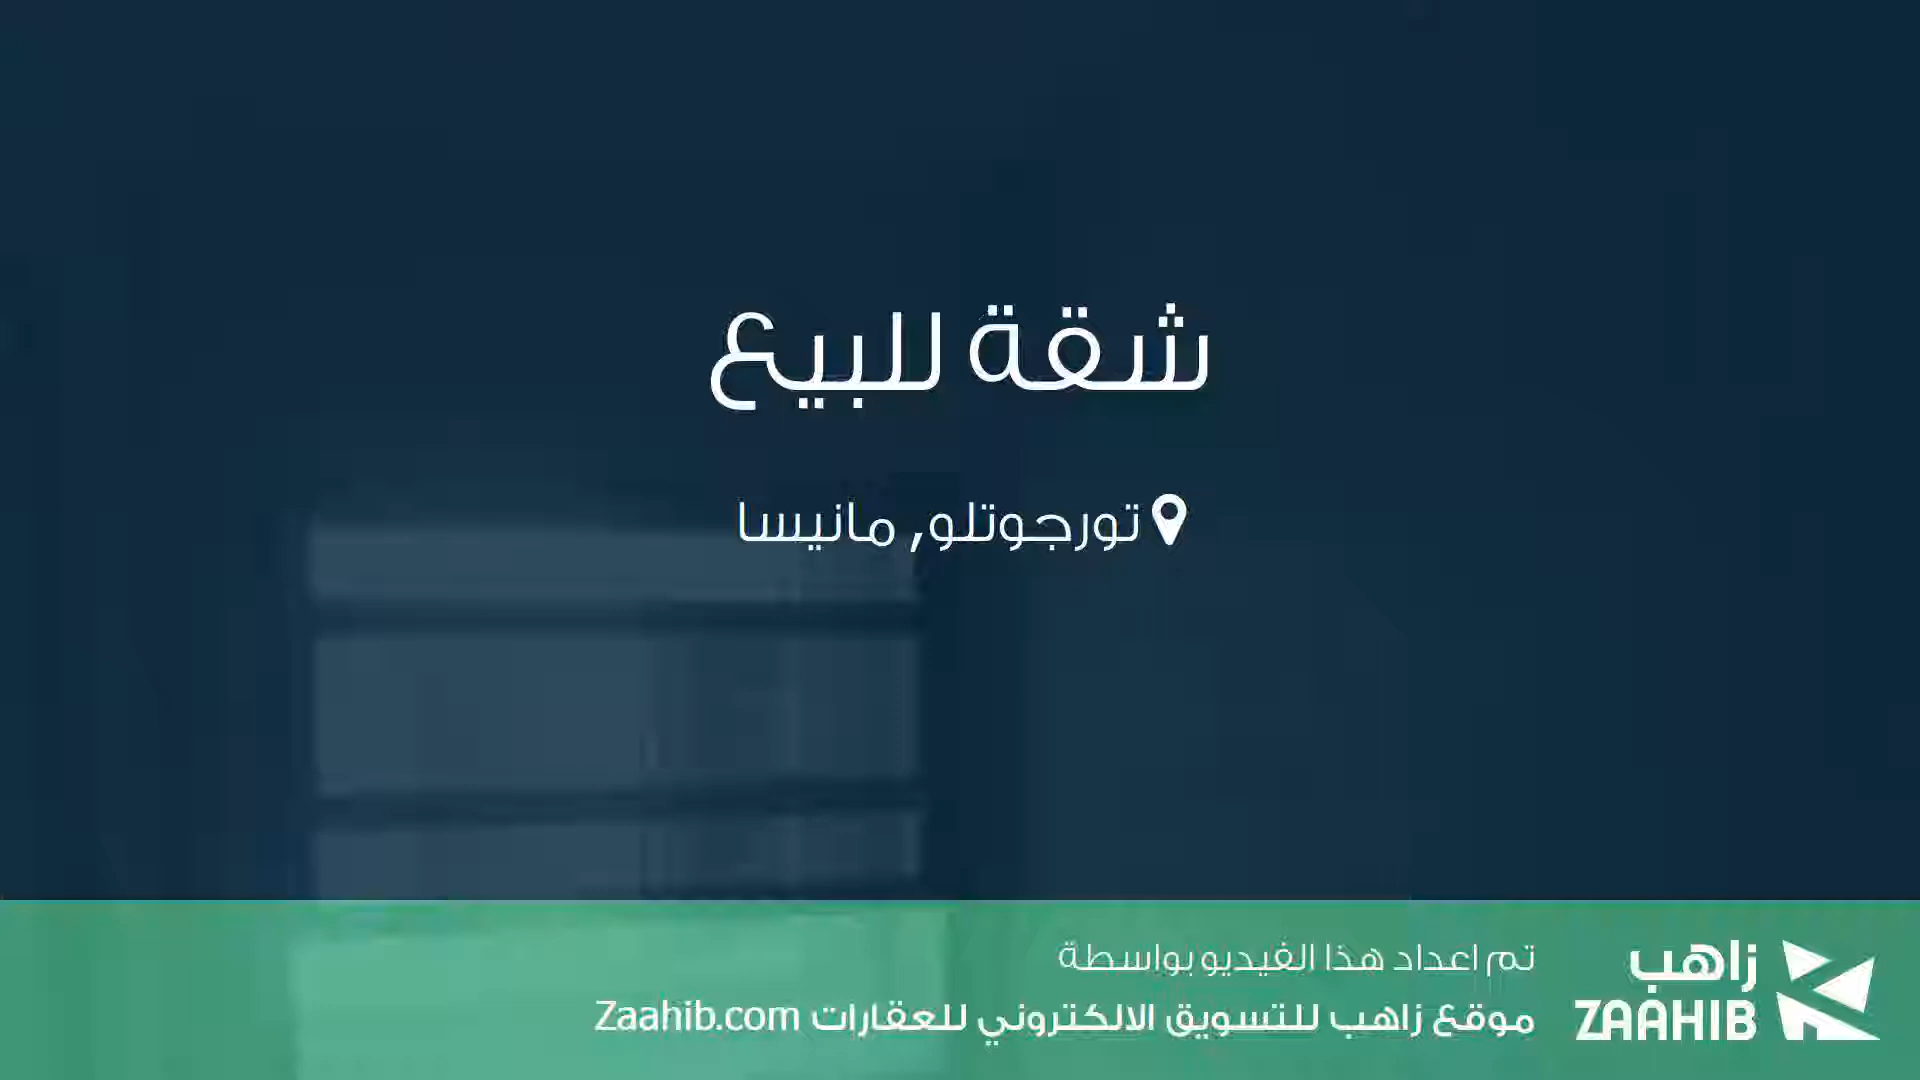 شقة للبيع
تورجوتلو, مانيسا
تم اعداد هذا الفيديو بواسطة
موقع زاهب للتسويق الالكتروني للعقارات Zaahib.com
زاهب
ZAAHIB